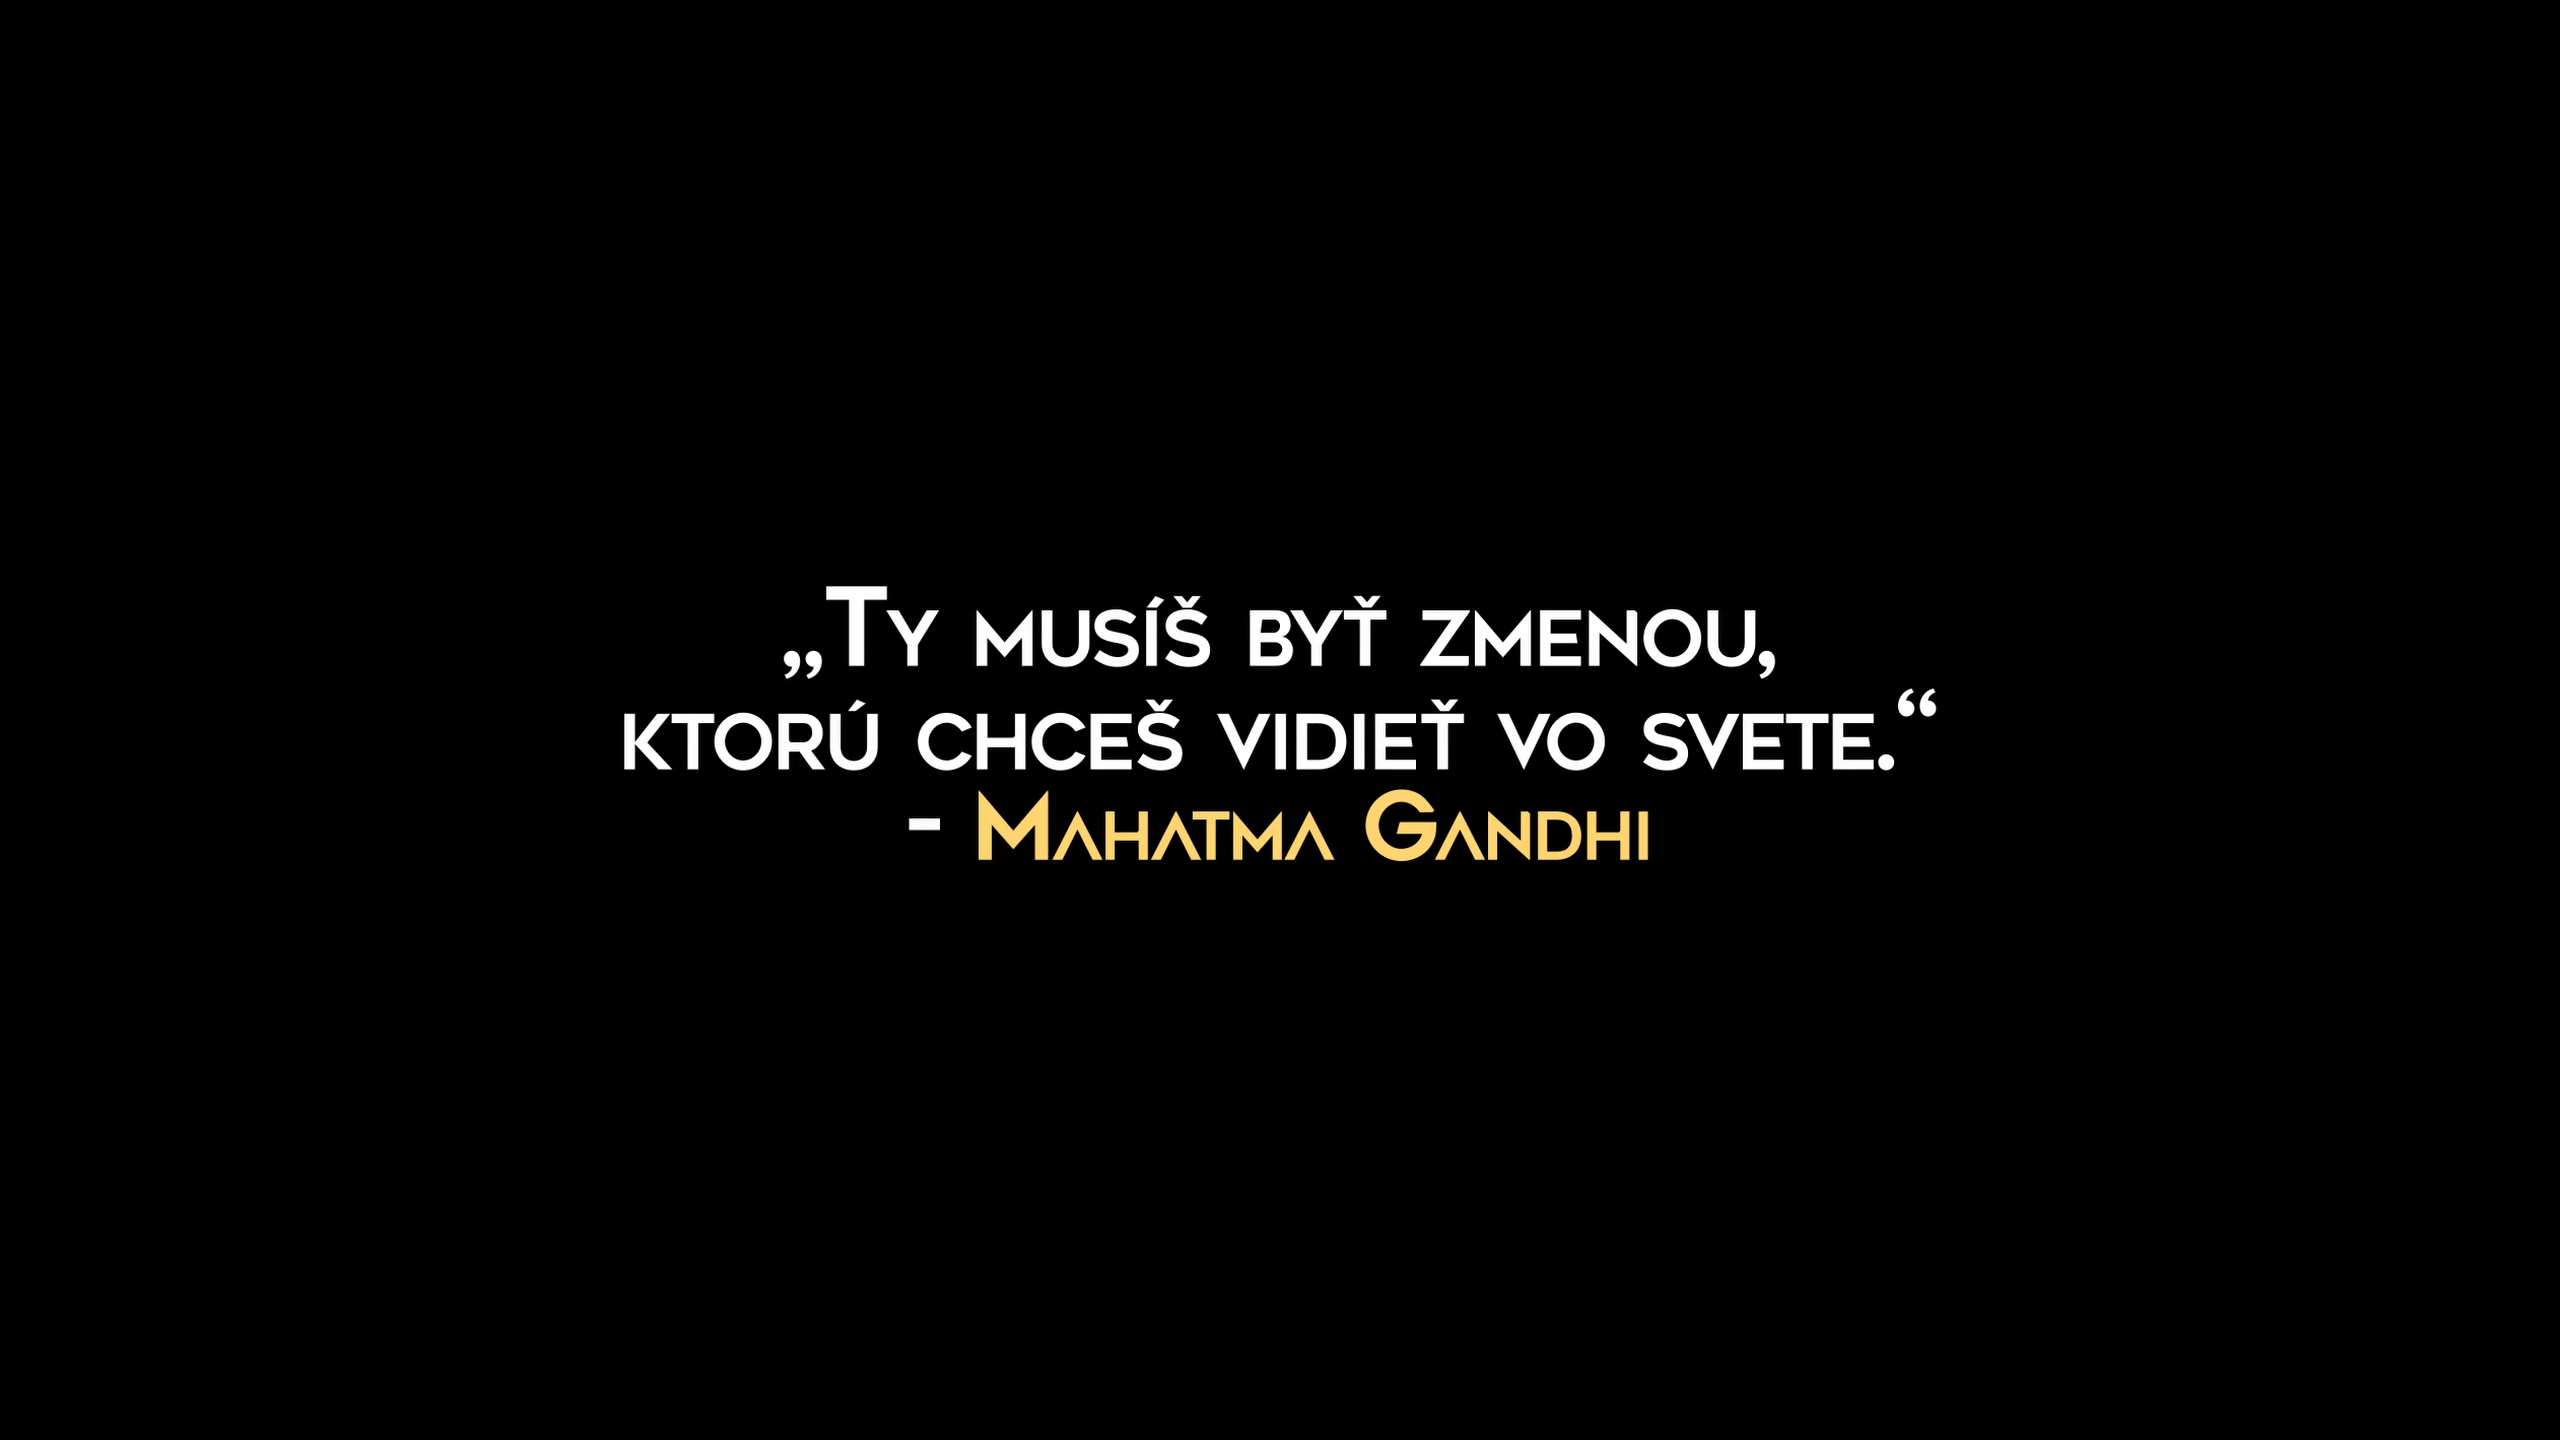 „Ty musíš byť zmenou,
ktorú chceš vidieť vo svete.“
- Mahatma Gandhi